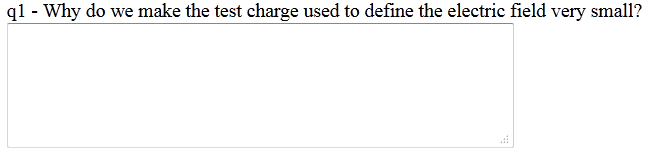 q1 - Why do we make the test charge used to define the electric field very small?